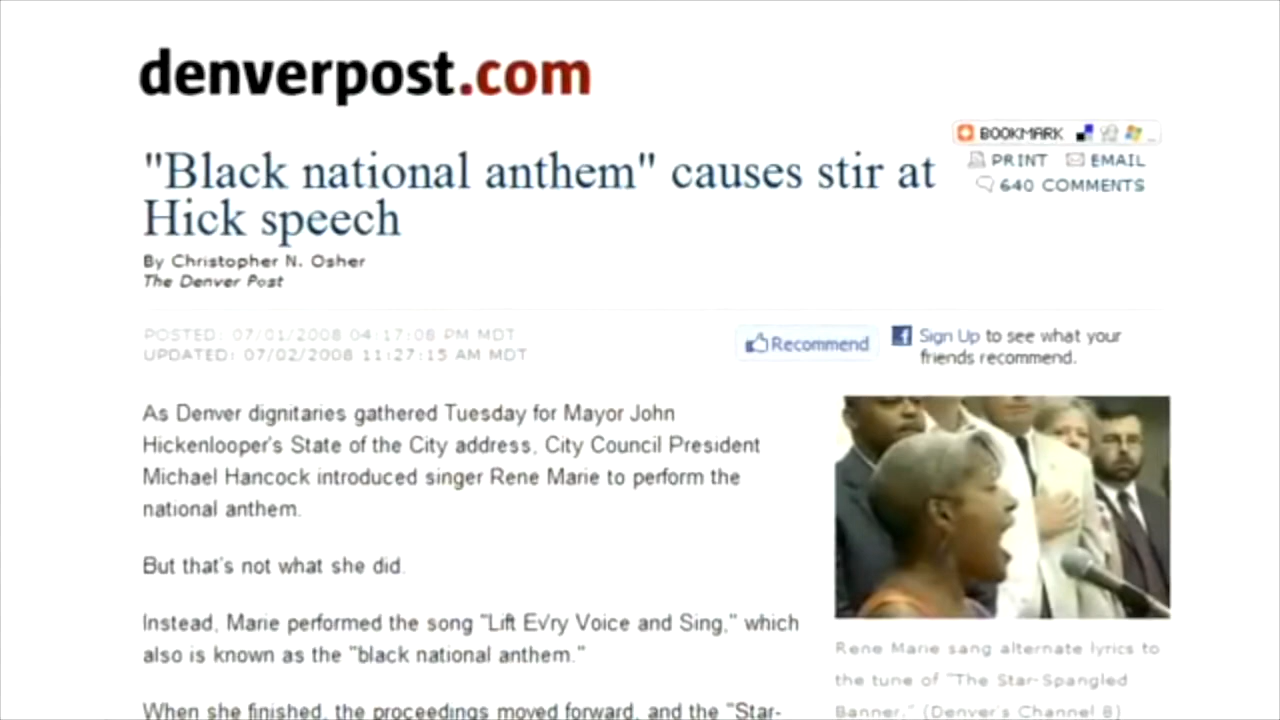 denverpost.com
BOOKMARK
"Black national anthem" causes stir at
Hick speech
PRINT EMAIL
640 COMMENTS
By Christopher N. Osher
The Denver Post
POSTED: 07/01/2008 04:17:08 PM MDT
UPDATED: 07/02/2008 11:27:15 AM MDT
Recommend
Sign Up to see what your
friends recommend.
As Denver dignitaries gathered Tuesday for Mayor John
Hickenlooper's State of the City address, City Council President
Michael Hancock introduced singer Rene Marie to perform the
national anthem.
But that's not what she did.
Instead, Marie performed the song "Lift Ev'ry Voice and Sing," which
also is known as the "black national anthem."
When she finished, the proceedings moved forward, and the "Star-
Rene Marie sang alternate lyrics to
the tune of "The Star-Spangled
Banner." (Denver's Channel 8)